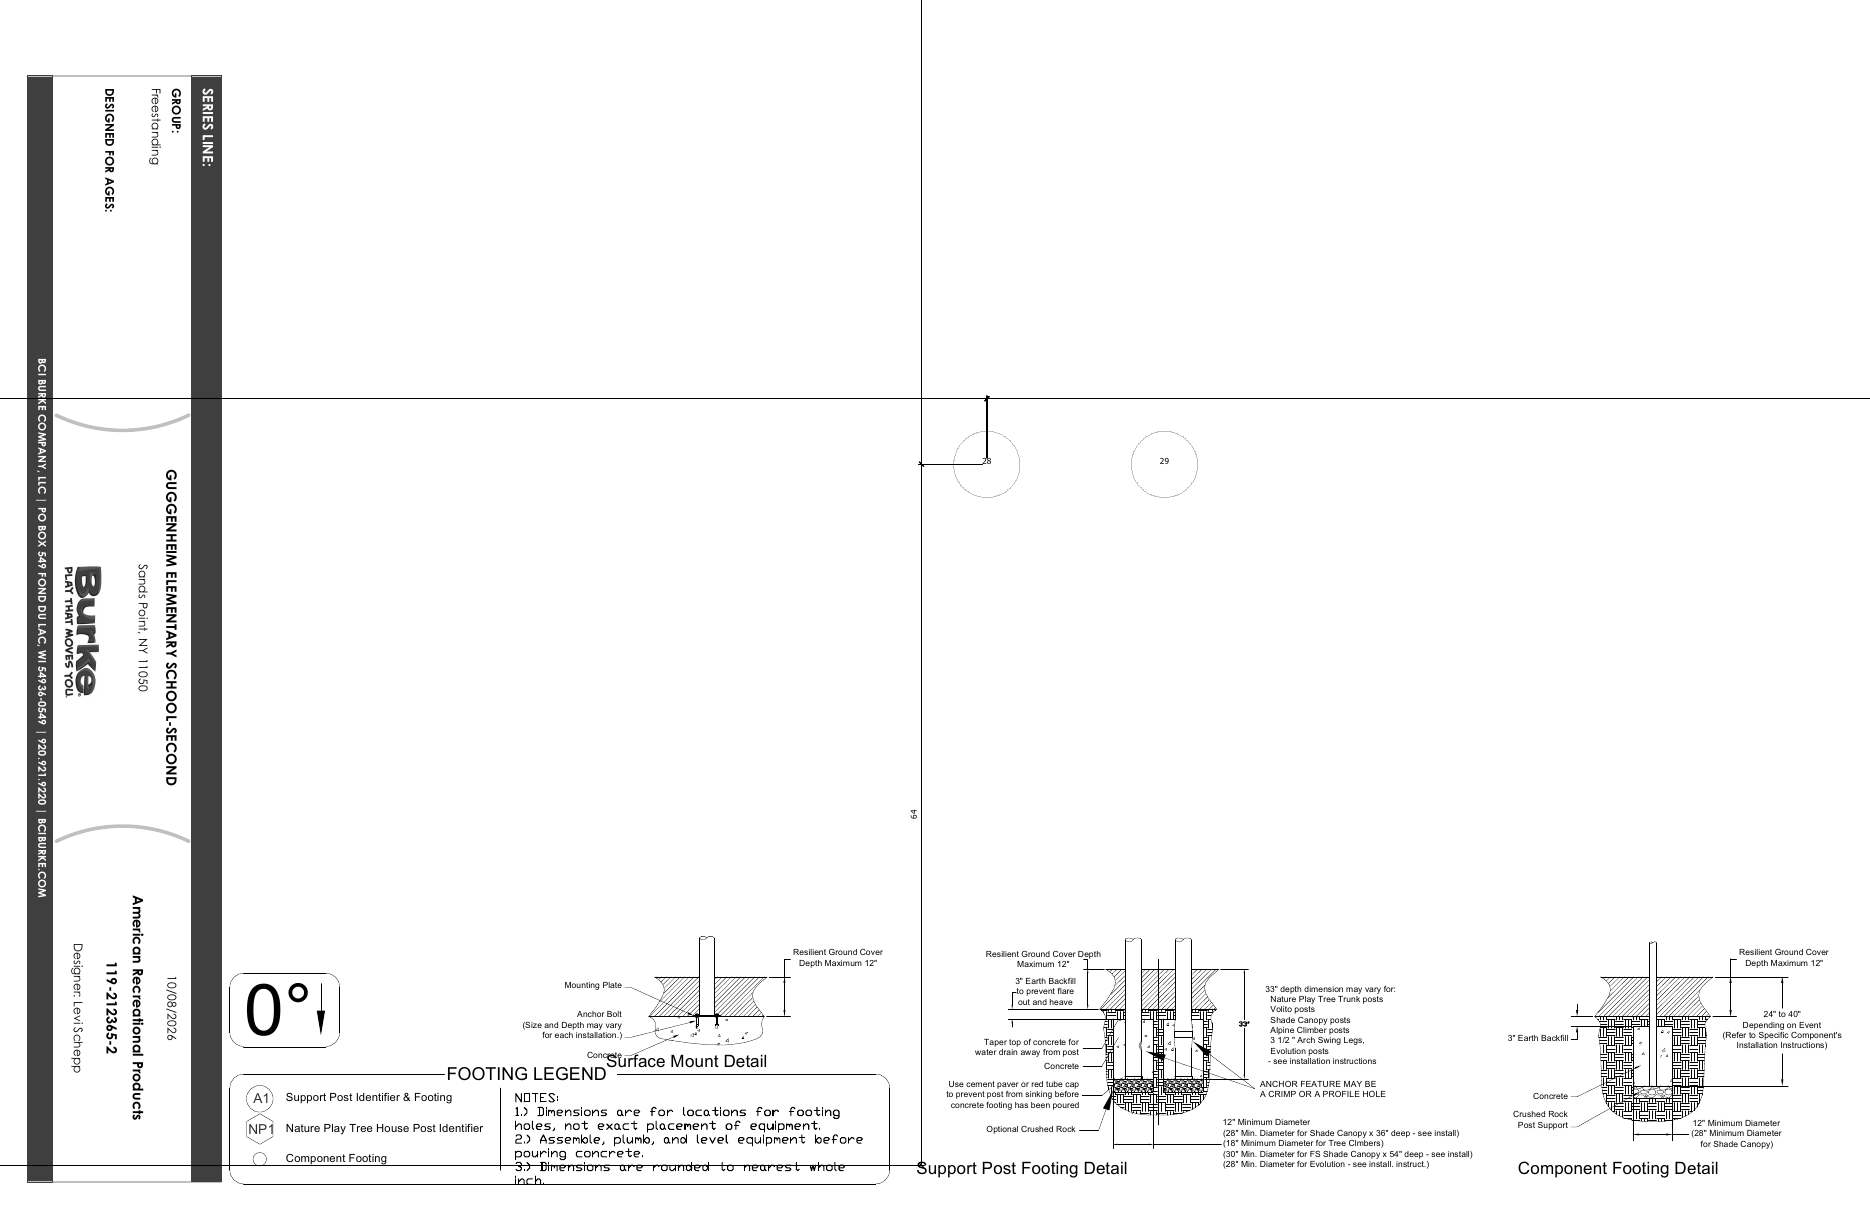 SERIES LINE:
GROUP:
Freestanding
DESIGNED FOR AGES:
GUGGENHEIM ELEMENTARY SCHOOL-SECOND
Sands Point, NY 11050
Burke
PLAY THAT MOVES YOU.
10/08/2026
American Recreational Products
119-212365-2
Designer: Levi Schepp
BCI BURKE COMPANY, LLC | PO BOX 549 FOND DU LAC, WI 54936-0549 | 920.921.9220 | BCIBURKE.COM
28
29
64
0°
Resilient Ground Cover
Depth Maximum 12"
Mounting Plate
Anchor Bolt
(Size and Depth may vary
for each installation.)
Concrete
Surface Mount Detail
FOOTING LEGEND
A1
Support Post Identifier & Footing
NP1
Nature Play Tree House Post Identifier
Component Footing
NOTES:
1.) Dimensions are for locations for footing
holes, not exact placement of equipment.
2.) Assemble, plumb, and level equipment before
pouring concrete.
3.) Dimensions are rounded to nearest whole
inch.
Resilient Ground Cover Depth
Maximum 12"
3" Earth Backfill
to prevent flare
out and heave
Taper top of concrete for
water drain away from post
Concrete
Use cement paver or red tube cap
to prevent post from sinking before
concrete footing has been poured
Optional Crushed Rock
33"
33" depth dimension may vary for:
Nature Play Tree Trunk posts
Volito posts
Shade Canopy posts
Alpine Climber posts
3 1/2 " Arch Swing Legs,
Evolution posts
- see installation instructions
ANCHOR FEATURE MAY BE
A CRIMP OR A PROFILE HOLE
12" Minimum Diameter
(28" Min. Diameter for Shade Canopy x 36" deep - see install)
(18" Minimum Diameter for Tree Clmbers)
(30" Min. Diameter for FS Shade Canopy x 54" deep - see install)
(28" Min. Diameter for Evolution - see install. instruct.)
Support Post Footing Detail
Resilient Ground Cover
Depth Maximum 12"
24" to 40"
Depending on Event
(Refer to Specific Component's
Installation Instructions)
3" Earth Backfill
Concrete
Crushed Rock
Post Support
12" Minimum Diameter
(28" Minimum Diameter
for Shade Canopy)
Component Footing Detail